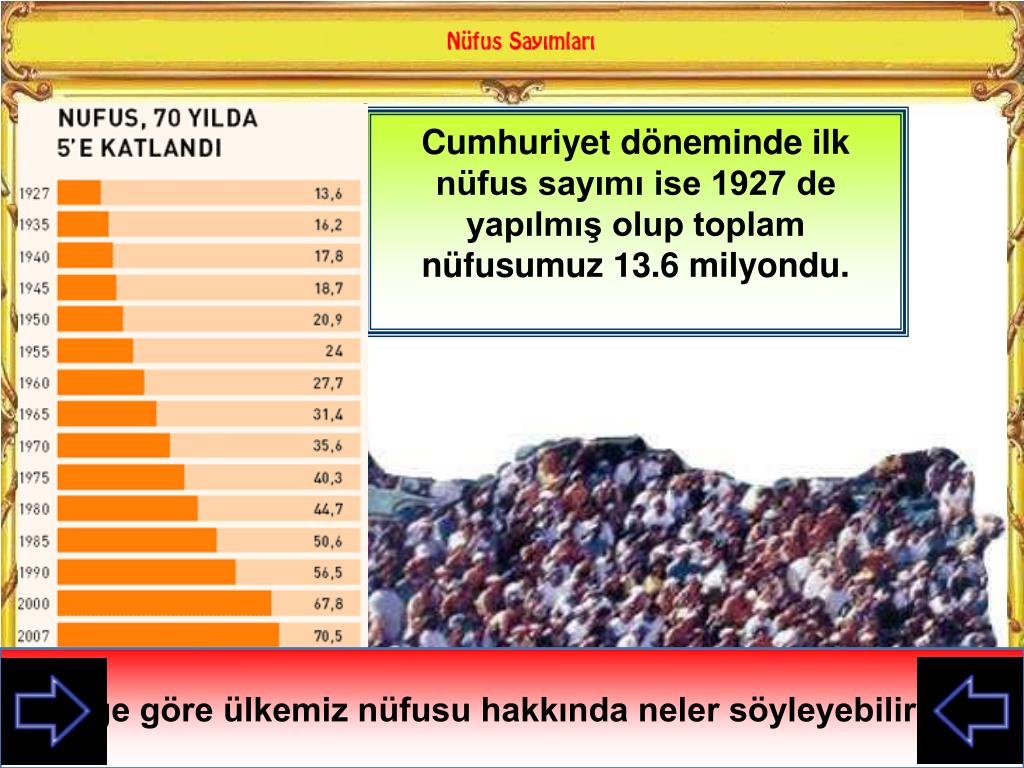 Nüfus Sayımları
NUFUS, 70 YILDA
5'E KATLANDI
1927 13,6
1935 16,2
1940 17,8
1945 18,7
1950 20,9
1955 24
1960 27,7
1965 31,4
1970 35,6
1975 40,3
1980 44,7
1985 50,6
1990 56,5
2000 67,8
2007 70,5
Cumhuriyet döneminde ilk
nüfus sayımı ise 1927 de
yapılmış olup toplam
nüfusumuz 13.6 milyondu.
göre ülkemiz nüfusu hakkında neler söyleyebilir